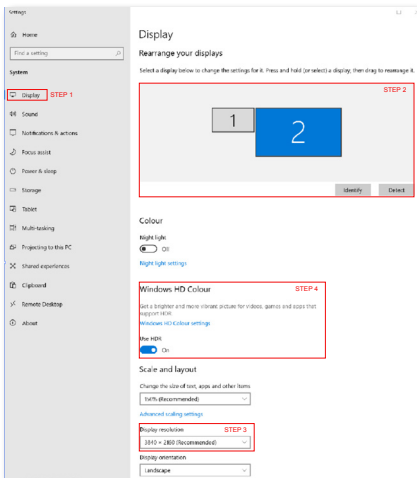 Settings
Home
Find a setting
System
Display STEP 1
Sound
Notifications & actions
Focus assist
Power & sleep
Storage
Tablet
Multi-tasking
Projecting to this PC
Shared experiences
Clipboard
Remote Desktop
About
Display
Rearrange your displays
Select a display below to change the settings for it. Press and hold (or select) a display, then drag to rearrange it.
STEP 2
1
2
Identify Detect
Colour
Night light
Off
Night light settings
Windows HD Colour STEP 4
Get a brighter and more vibrant picture for videos, games and apps that
support HDR.
Windows HD Colour settings
Use HDR
On
Scale and layout
Change the size of text, apps and other items
150% (Recommended)
Advanced scaling settings
Display resolution STEP 3
3840 × 2160 (Recommended)
Display orientation
Landscape